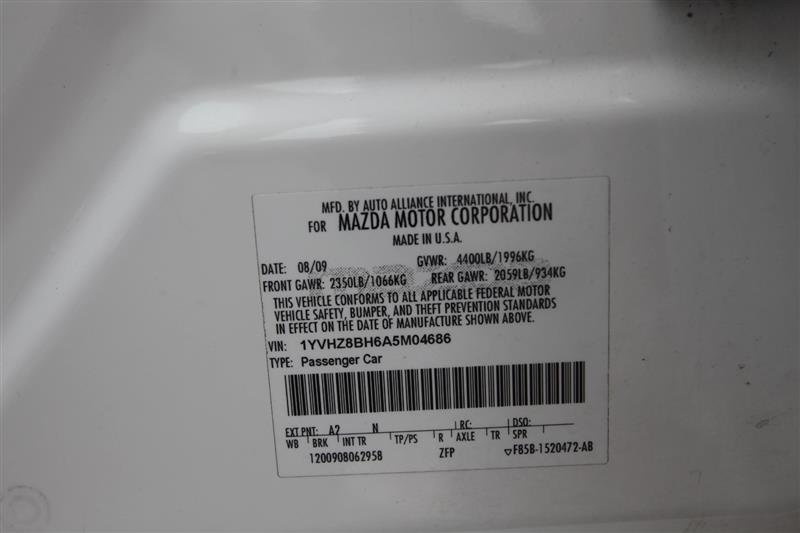 MFD. BY AUTO ALLIANCE INTERNATIONAL, INC.
FOR MAZDA MOTOR CORPORATION
MADE IN U.S.A.
DATE: 08/09 GVWR: 4400LB/1996KG
FRONT GAWR: 2350LB/1066KG REAR GAWR: 2059LB/934KG
THIS VEHICLE CONFORMS TO ALL APPLICABLE FEDERAL MOTOR
VEHICLE SAFETY, BUMPER, AND THEFT PREVENTION STANDARDS
IN EFFECT ON THE DATE OF MANUFACTURE SHOWN ABOVE.
VIN: 1YVHZ8BH6A5M04686
TYPE: Passenger Car
EXT PNT: A2 N RC: DSO:
WB BRK INT TR TP/PS R AXLE TR SPR
1200908062958 ZFP ▽F85B-1520472-AB